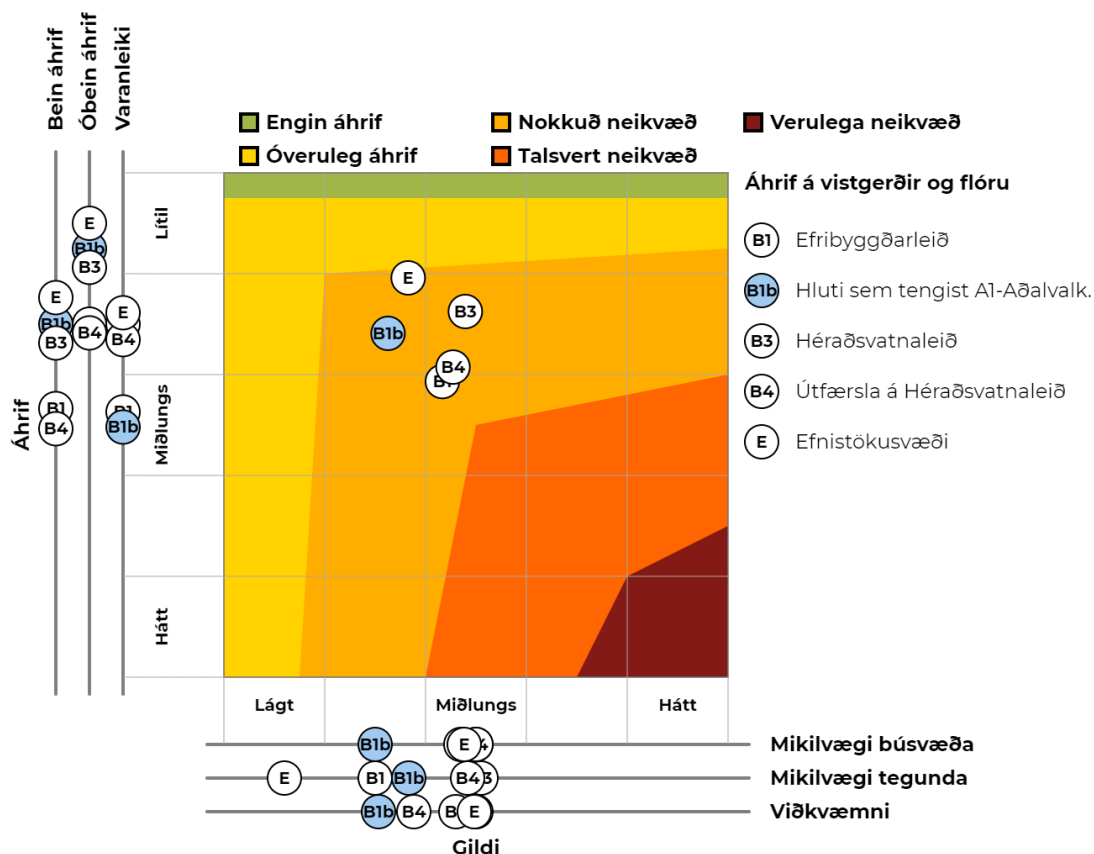 Bein áhrif
Óbein áhrif
Varanleiki
Engin áhrif
Nokkuð neikvæð
Verulega neikvæð
Óveruleg áhrif
Talsvert neikvæð
Áhrif á vistgerðir og flóru
B1 Efribyggðarleið
B1b Hluti sem tengist A1-Aðalvalk.
B3 Héraðsvatnaleið
B4 Útfærsla á Héraðsvatnaleið
E Efnistökusvæði
Lítil
Miðlungs
Hátt
Áhrif
E
B1b
B3
E
B1b
B3
B4
E
B4
B1
B4
B1
B1b
E
B3
B1b
B4
Lágt
Miðlungs
Hátt
B1b E Mikilvægi búsvæða
E B1 B1b B4 Mikilvægi tegunda
B1b B4 E Viðkvæmni
Gildi